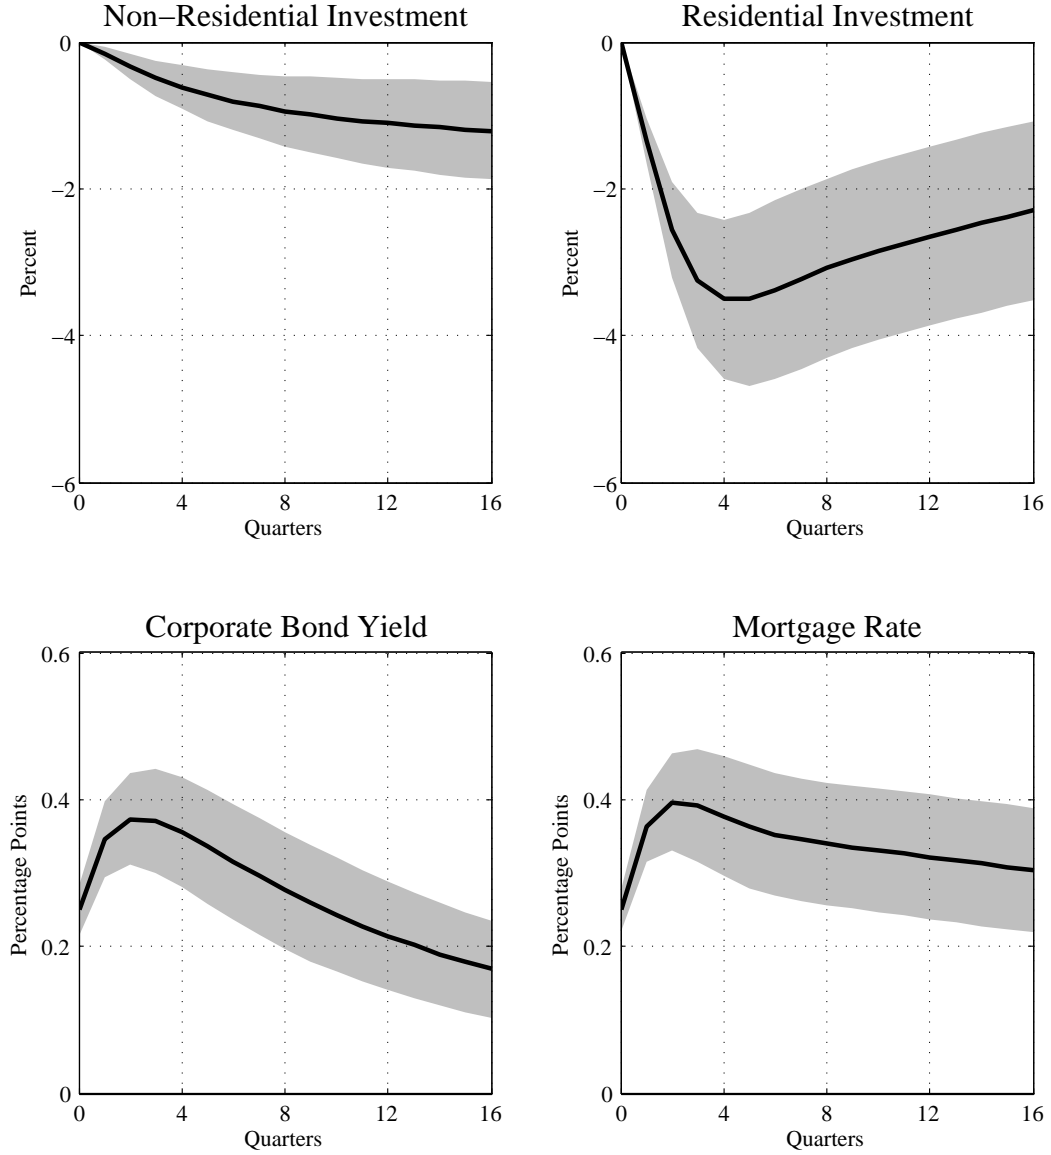 Non−Residential Investment
0
−2
−4
−6
Percent
0 4 8 12 16
Quarters
Residential Investment
0
−2
−4
−6
Percent
0 4 8 12 16
Quarters
Corporate Bond Yield
0.6
0.4
0.2
0
Percentage Points
0 4 8 12 16
Quarters
Mortgage Rate
0.6
0.4
0.2
0
Percentage Points
0 4 8 12 16
Quarters